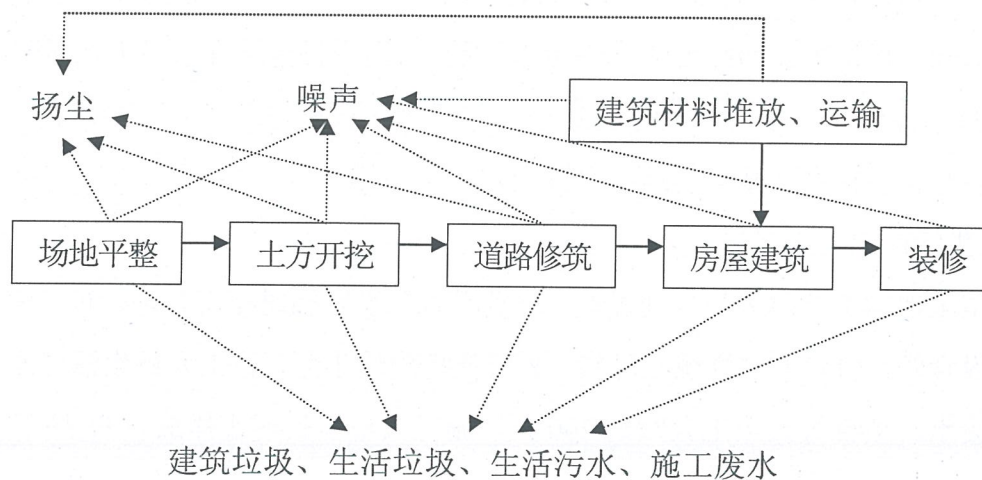 扬尘
噪声
建筑材料堆放、运输
场地平整
土方开挖
道路修筑
房屋建筑
装修
建筑垃圾、生活垃圾、生活污水、施工废水